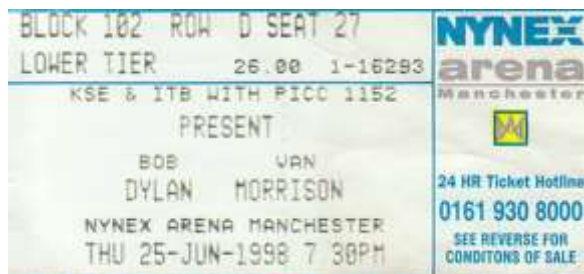 BLOCK 102 ROW D SEAT 27
LOWER TIER 26.00 1-16293
KSE & ITB WITH PICC 1152
PRESENT
BOB VAN
DYLAN MORRISON
NYNEX ARENA MANCHESTER
THU 25-JUN-1998 7 30PM
NYNEX
arena
Manchester
24 HR Ticket Hotline
0161 930 8000
SEE REVERSE FOR
CONDITONS OF SALE